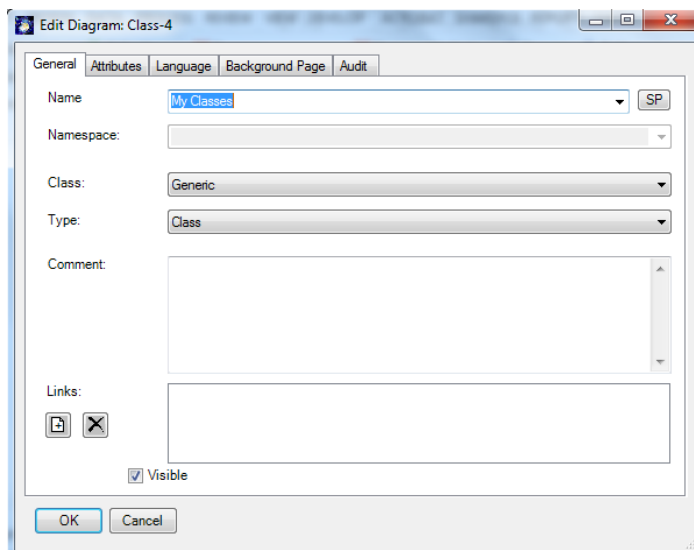 Edit Diagram: Class-4
General Attributes Language Background Page Audit
Name My Classes SP
Namespace:
Class: Generic
Type: Class
Comment:
Links:
Visible
OK Cancel